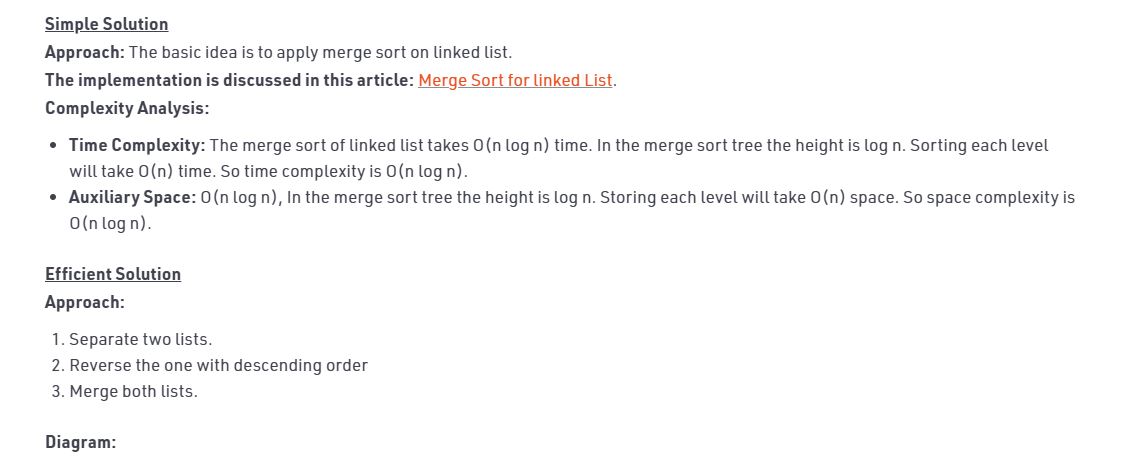 Simple Solution
Approach: The basic idea is to apply merge sort on linked list.
The implementation is discussed in this article: Merge Sort for linked List.
Complexity Analysis:
• Time Complexity: The merge sort of linked list takes O(n log n) time. In the merge sort tree the height is log n. Sorting each level
will take O(n) time. So time complexity is O(n log n).
• Auxiliary Space: O(n log n), In the merge sort tree the height is log n. Storing each level will take O(n) space. So space complexity is
O(n log n).
Efficient Solution
Approach:
1. Separate two lists.
2. Reverse the one with descending order
3. Merge both lists.
Diagram: